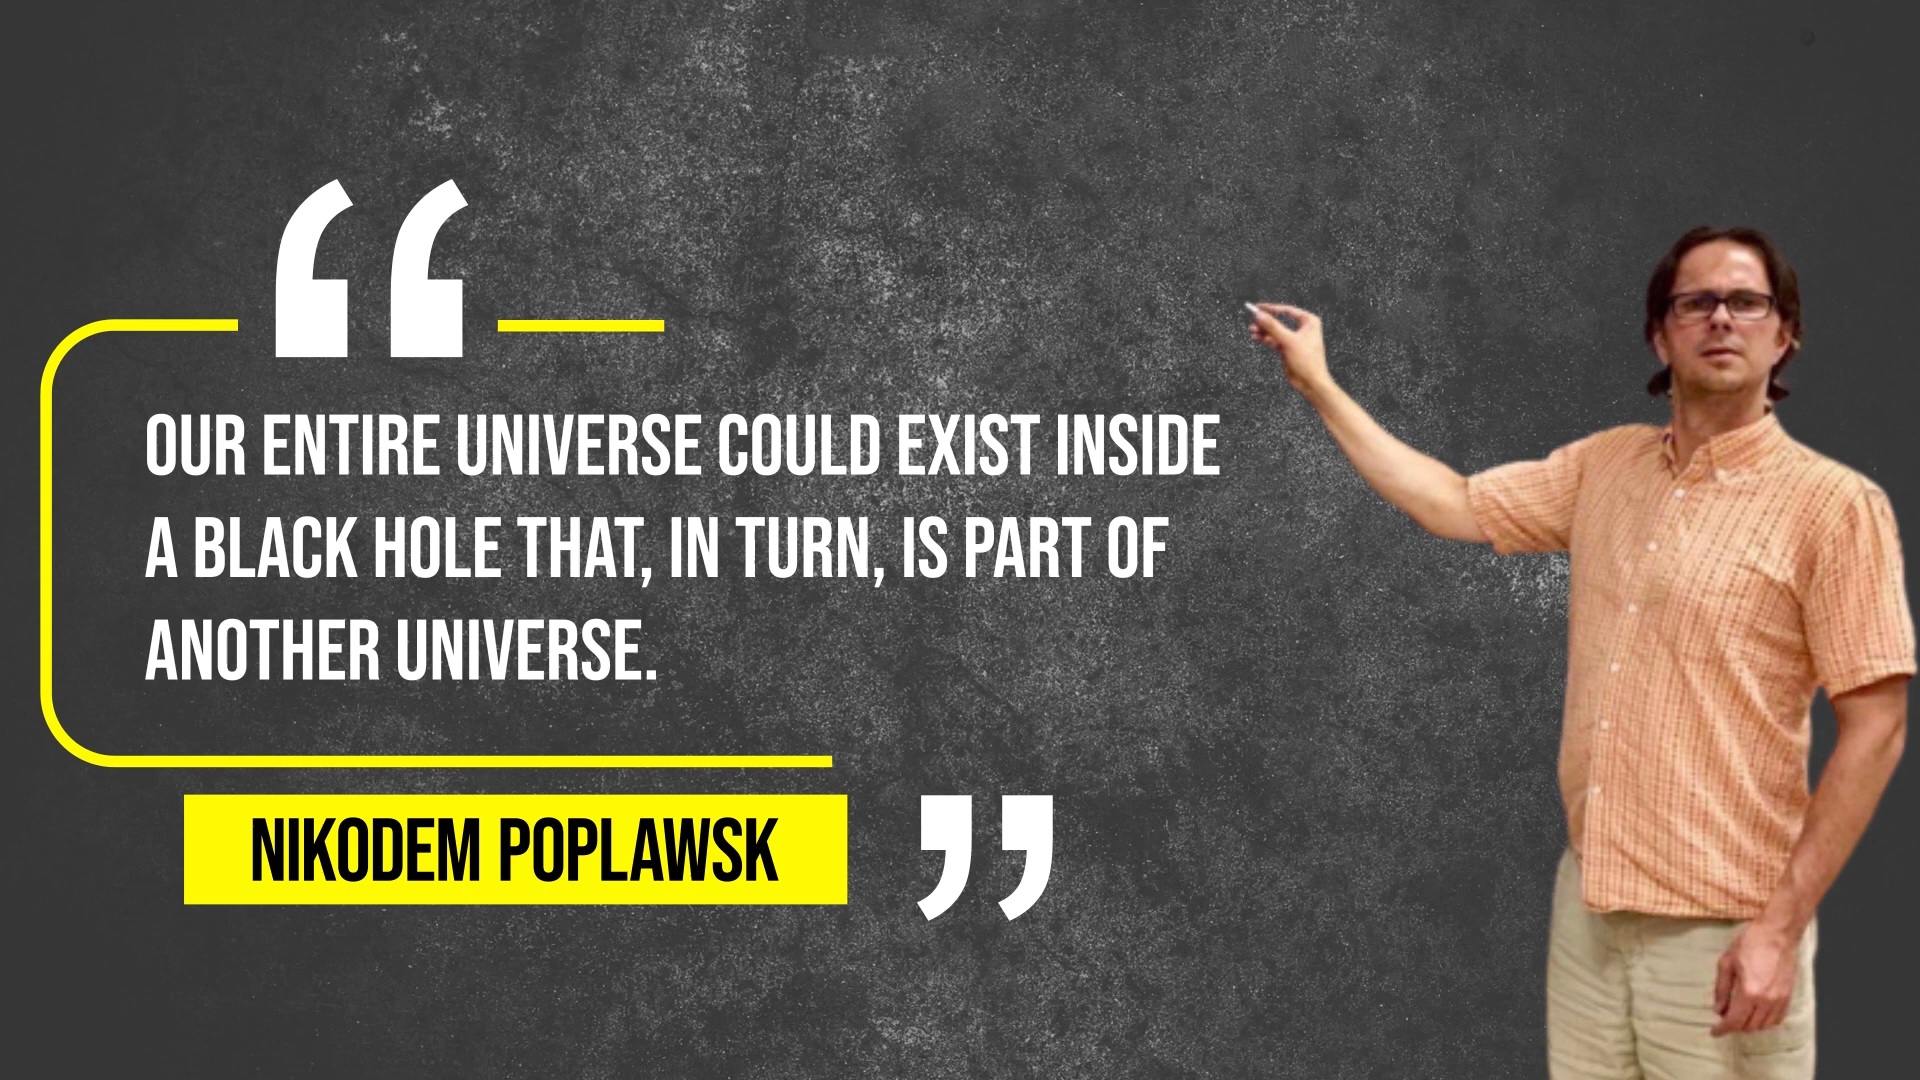 “
OUR ENTIRE UNIVERSE COULD EXIST INSIDE
A BLACK HOLE THAT, IN TURN, IS PART OF
ANOTHER UNIVERSE.
NIKODEM POPLAWSK
”